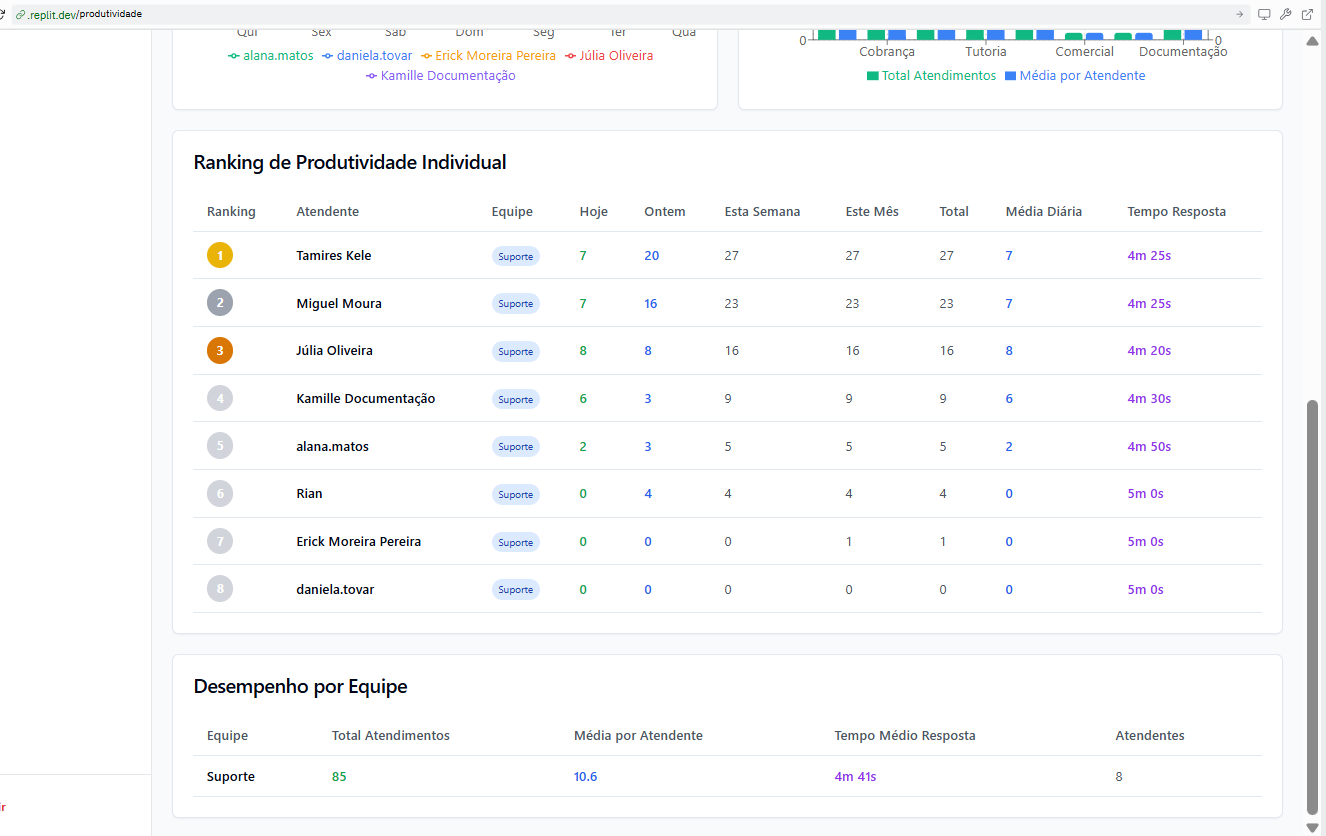 .replit.dev/produtividade
Qui Sex Sáb Dom Seg Ter Qua
alana.matos daniela.tovar Erick Moreira Pereira Júlia Oliveira
Kamille Documentação
0 0
Cobrança Tutoria Comercial Documentação
Total Atendimentos Média por Atendente
Ranking de Produtividade Individual
Ranking Atendente Equipe Hoje Ontem Esta Semana Este Mês Total Média Diária Tempo Resposta
1 Tamires Kele Suporte 7 20 27 27 27 7 4m 25s
2 Miguel Moura Suporte 7 16 23 23 23 7 4m 25s
3 Júlia Oliveira Suporte 8 8 16 16 16 8 4m 20s
4 Kamille Documentação Suporte 6 3 9 9 9 6 4m 30s
5 alana.matos Suporte 2 3 5 5 5 2 4m 50s
6 Rian Suporte 0 4 4 4 4 0 5m 0s
7 Erick Moreira Pereira Suporte 0 0 0 1 1 0 5m 0s
8 daniela.tovar Suporte 0 0 0 0 0 0 5m 0s
Desempenho por Equipe
Equipe Total Atendimentos Média por Atendente Tempo Médio Resposta Atendentes
Suporte 85 10.6 4m 41s 8
ir